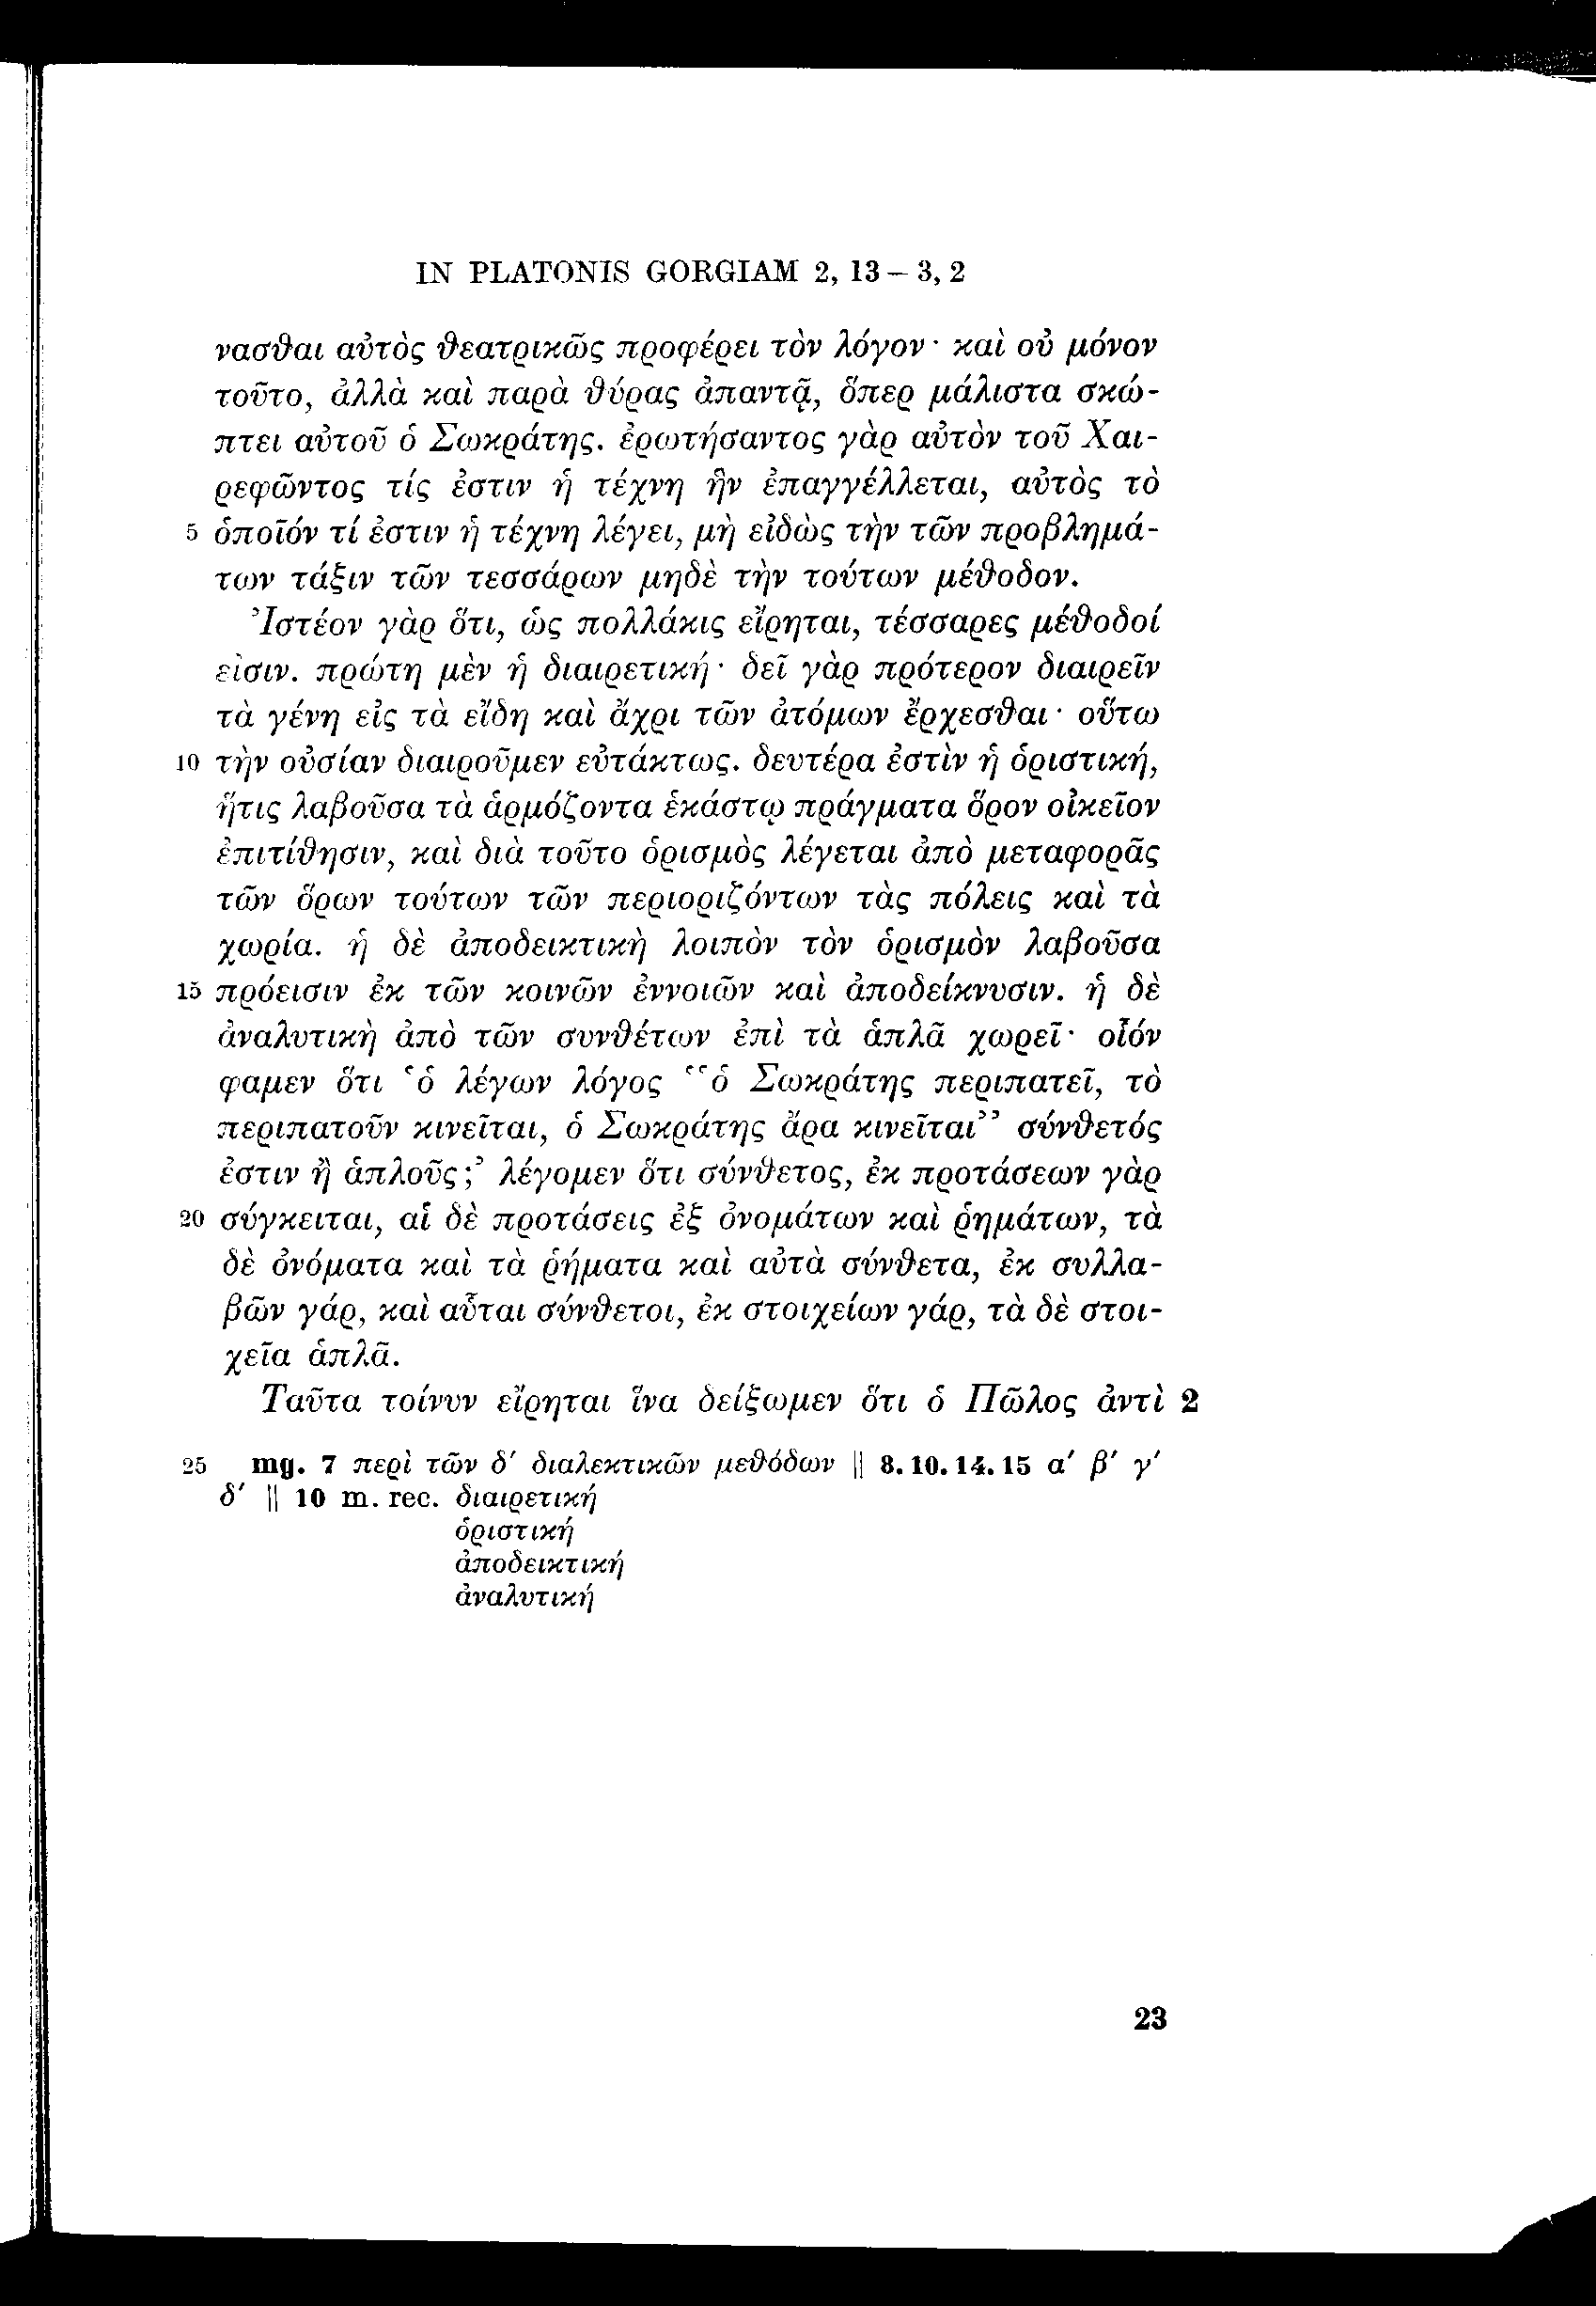 IN PLATONIS GORGIAM 2, 13 – 3, 2
νασθαι αὐτὸς θεατρικῶς προφέρει τὸν λόγον· καὶ οὐ μόνον
τοῦτο, ἀλλὰ καὶ παρὰ θύρας ἀπαντᾷ, ὅπερ μάλιστα σκώ-
πτει αὐτοῦ ὁ Σωκράτης. ἐρωτήσαντος γὰρ αὐτὸν τοῦ Χαι-
ρεφῶντος τίς ἐστιν ἡ τέχνη ἣν ἐπαγγέλλεται, αὐτὸς τὸ
5 ὁποῖόν τί ἐστιν ἡ τέχνη λέγει, μὴ εἰδὼς τὴν τῶν προβλημά-
των τάξιν τῶν τεσσάρων μηδὲ τὴν τούτων μέθοδον.
Ἰστέον γὰρ ὅτι, ὡς πολλάκις εἴρηται, τέσσαρες μέθοδοί
εἰσιν. πρώτη μὲν ἡ διαιρετική· δεῖ γὰρ πρότερον διαιρεῖν
τὰ γένη εἰς τὰ εἴδη καὶ ἄχρι τῶν ἀτόμων ἔρχεσθαι· οὕτω
10 τὴν οὐσίαν διαιροῦμεν εὐτάκτως. δευτέρα ἐστὶν ἡ ὁριστική,
ἥτις λαβοῦσα τὰ ἁρμόζοντα ἑκάστῳ πράγματα ὅρον οἰκεῖον
ἐπιτίθησιν, καὶ διὰ τοῦτο ὁρισμὸς λέγεται ἀπὸ μεταφορᾶς
τῶν ὅρων τούτων τῶν περιοριζόντων τὰς πόλεις καὶ τὰ
χωρία. ἡ δὲ ἀποδεικτικὴ λοιπὸν τὸν ὁρισμὸν λαβοῦσα
15 πρόεισιν ἐκ τῶν κοινῶν ἐννοιῶν καὶ ἀποδείκνυσιν. ἡ δὲ
ἀναλυτικὴ ἀπὸ τῶν συνθέτων ἐπὶ τὰ ἁπλᾶ χωρεῖ· οἷόν
φαμεν ὅτι ‘ὁ λέγων λόγος “ὁ Σωκράτης περιπατεῖ, τὸ
περιπατοῦν κινεῖται, ὁ Σωκράτης ἄρα κινεῖται” σύνθετός
ἐστιν ἢ ἁπλοῦς;’ λέγομεν ὅτι σύνθετος, ἐκ προτάσεων γὰρ
20 σύγκειται, αἱ δὲ προτάσεις ἐξ ὀνομάτων καὶ ῥημάτων, τὰ
δὲ ὀνόματα καὶ τὰ ῥήματα καὶ αὐτὰ σύνθετα, ἐκ συλλα-
βῶν γάρ, καὶ αὗται σύνθετοι, ἐκ στοιχείων γάρ, τὰ δὲ στοι-
χεῖα ἁπλᾶ.
Ταῦτα τοίνυν εἴρηται ἵνα δείξωμεν ὅτι ὁ Πῶλος ἀντὶ 2
25 mg. 7 περὶ τῶν δ′ διαλεκτικῶν μεθόδων || 8.10.14.15 α′ β′ γ′
δ′ || 10 m. rec. διαιρετική
ὁριστική
ἀποδεικτική
ἀναλυτική
23